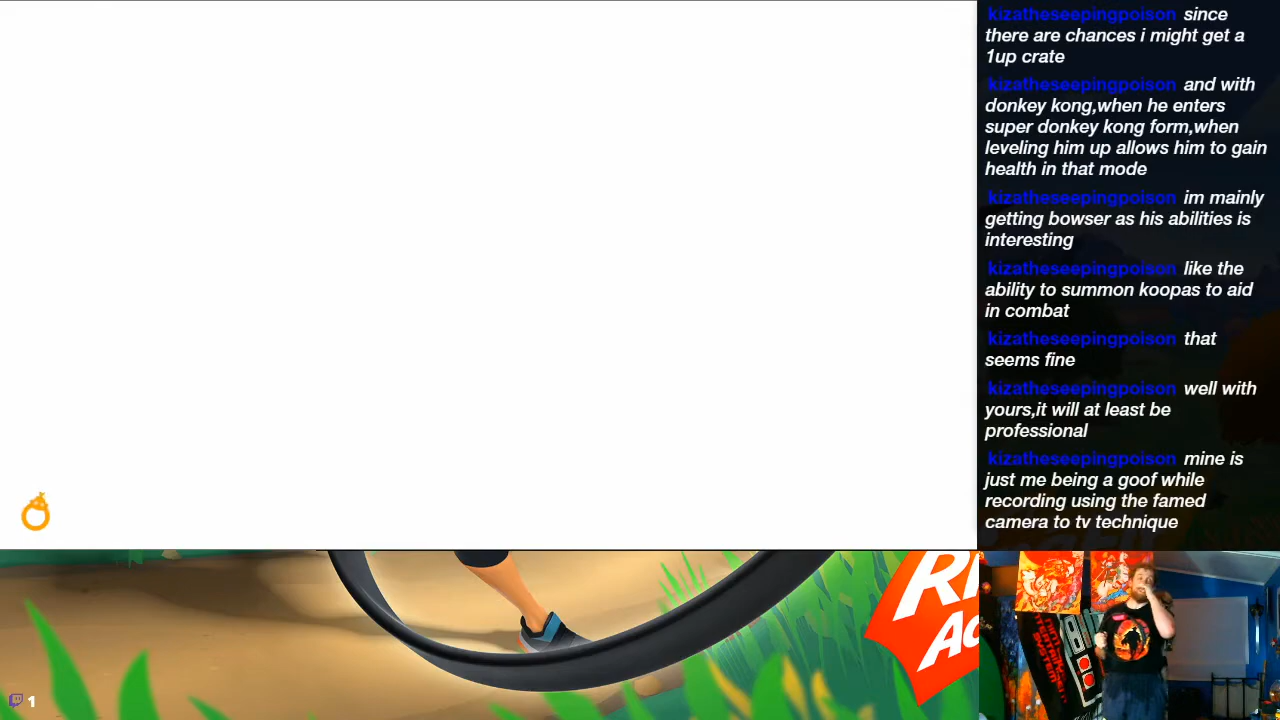 kizatheseepingpoison since
there are chances i might get a
1up crate
kizatheseepingpoison and with
donkey kong,when he enters
super donkey kong form,when
leveling him up allows him to gain
health in that mode
kizatheseepingpoison im mainly
getting bowser as his abilities is
interesting
kizatheseepingpoison like the
ability to summon koopas to aid
in combat
kizatheseepingpoison that
seems fine
kizatheseepingpoison well with
yours,it will at least be
professional
kizatheseepingpoison mine is
just me being a goof while
recording using the famed
camera to tv technique
1